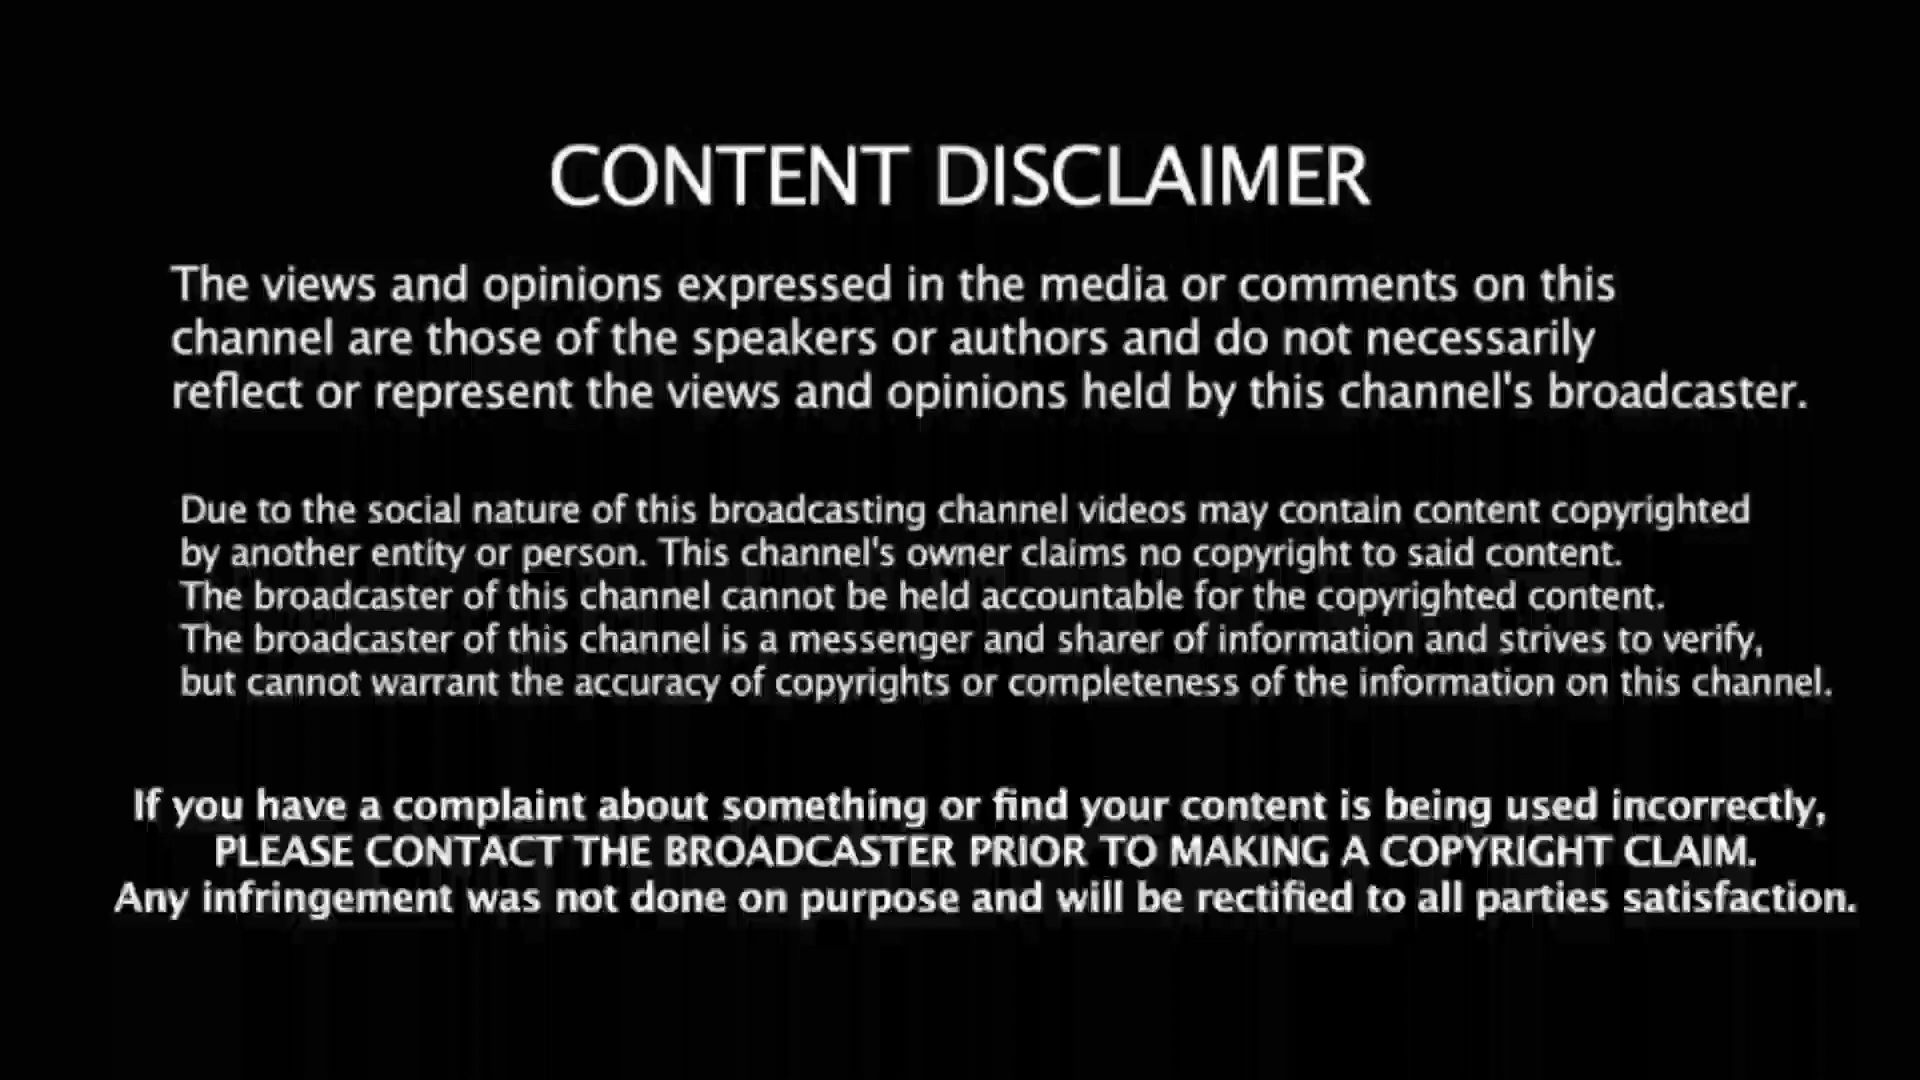 CONTENT DISCLAIMER
The views and opinions expressed in the media or comments on this
channel are those of the speakers or authors and do not necessarily
reflect or represent the views and opinions held by this channel's broadcaster.
Due to the social nature of this broadcasting channel videos may contain content copyrighted
by another entity or person. This channel's owner claims no copyright to said content.
The broadcaster of this channel cannot be held accountable for the copyrighted content.
The broadcaster of this channel is a messenger and sharer of information and strives to verify,
but cannot warrant the accuracy of copyrights or completeness of the information on this channel.
If you have a complaint about something or find your content is being used incorrectly,
PLEASE CONTACT THE BROADCASTER PRIOR TO MAKING A COPYRIGHT CLAIM.
Any infringement was not done on purpose and will be rectified to all parties satisfaction.